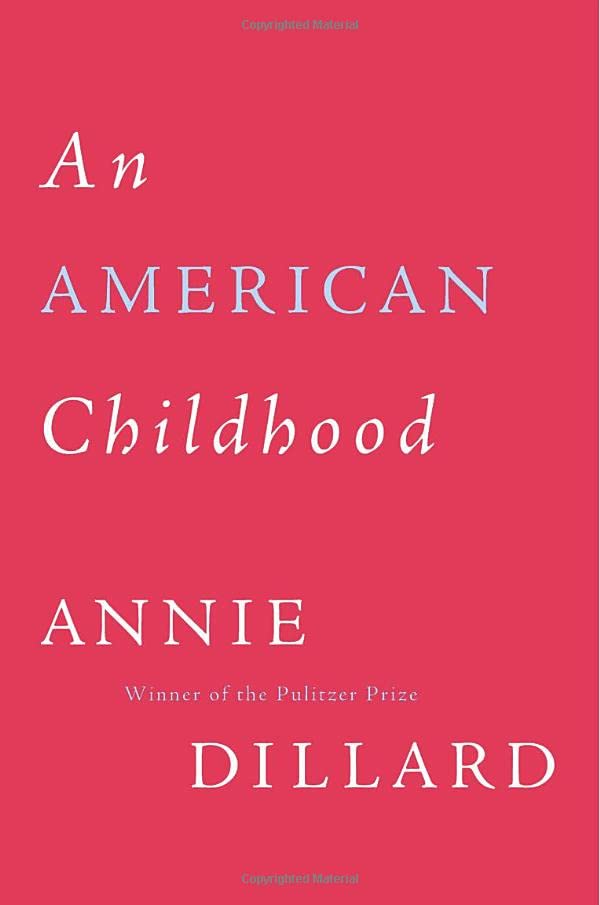 Copyrighted Material
An
AMERICAN
Childhood
ANNIE
Winner of the Pulitzer Prize
DILLARD
Copyrighted Material